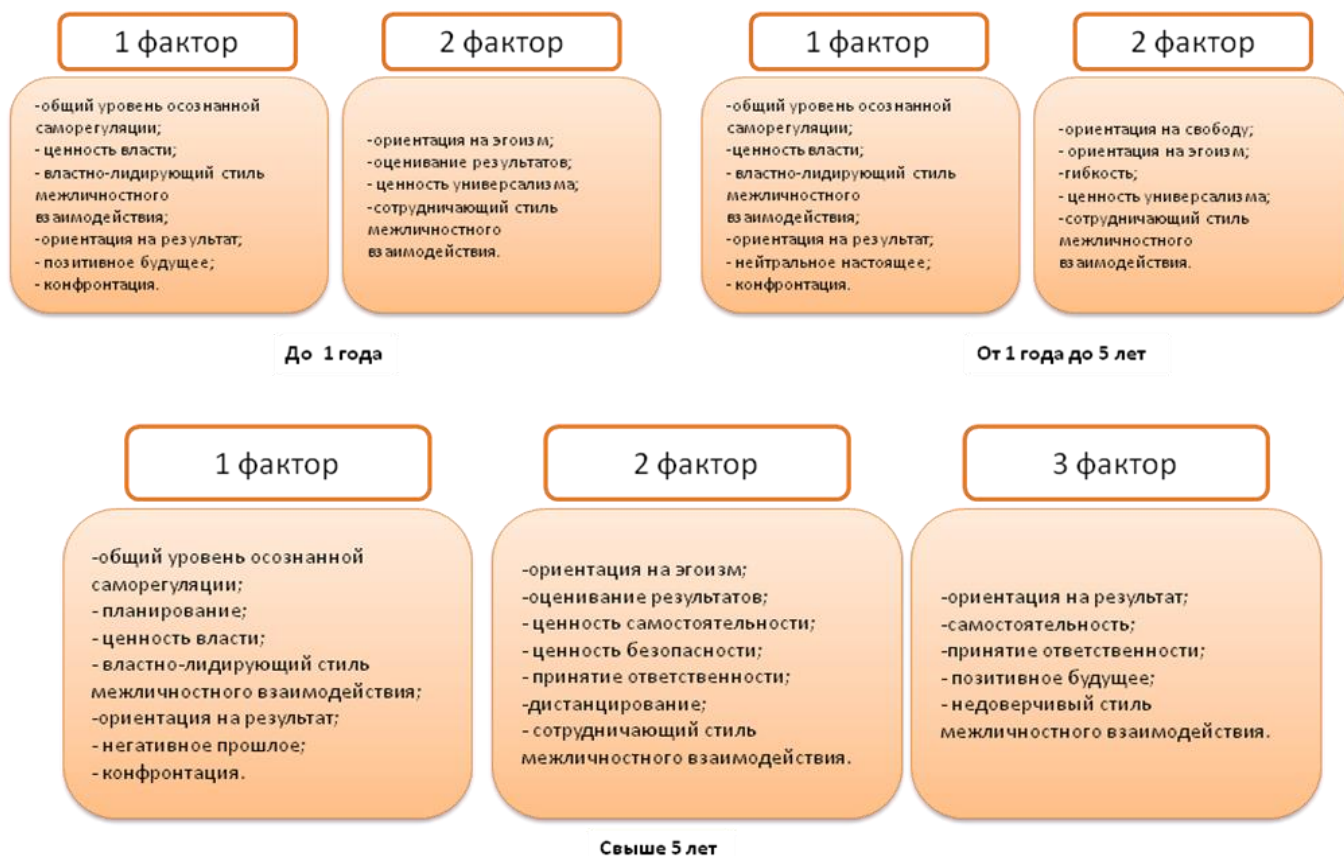 1 фактор
-общий уровень осознанной
саморегуляции;
- ценность власти;
- властно-лидирующий стиль
межличностного
взаимодействия;
-ориентация на результат;
- позитивное будущее;
- конфронтация.
2 фактор
-ориентация на эгоизм;
-оценивание результатов;
- ценность универсализма;
-сотрудничающий стиль
межличностного
взаимодействия.
До 1 года
1 фактор
-общий уровень осознанной
саморегуляции;
-ценность власти;
- властно-лидирующий стиль
межличностного
взаимодействия;
-ориентация на результат;
- нейтральное настоящее;
- конфронтация.
2 фактор
-ориентация на свободу;
- ориентация на эгоизм;
-гибкость;
- ценность универсализма;
-сотрудничающий стиль
межличностного
взаимодействия.
От 1 года до 5 лет
1 фактор
-общий уровень осознанной
саморегуляции;
- планирование;
- ценность власти;
- властно-лидирующий стиль
межличностного взаимодействия;
-ориентация на результат;
- негативное прошлое;
- конфронтация.
2 фактор
-ориентация на эгоизм;
-оценивание результатов;
- ценность самостоятельности;
- ценность безопасности;
- принятие ответственности;
-дистанцирование;
- сотрудничающий стиль
межличностного взаимодействия.
3 фактор
-ориентация на результат;
-самостоятельность;
-принятие ответственности;
- позитивное будущее;
- недоверчивый стиль
межличностного взаимодействия.
Свыше 5 лет